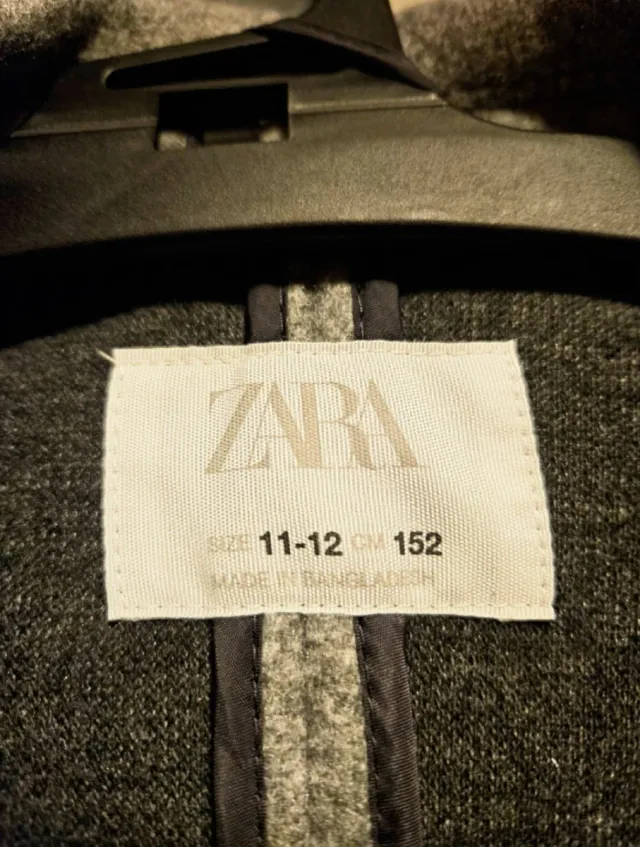 ZARA
SIZE 11-12 CM 152
MADE IN BANGLADESH